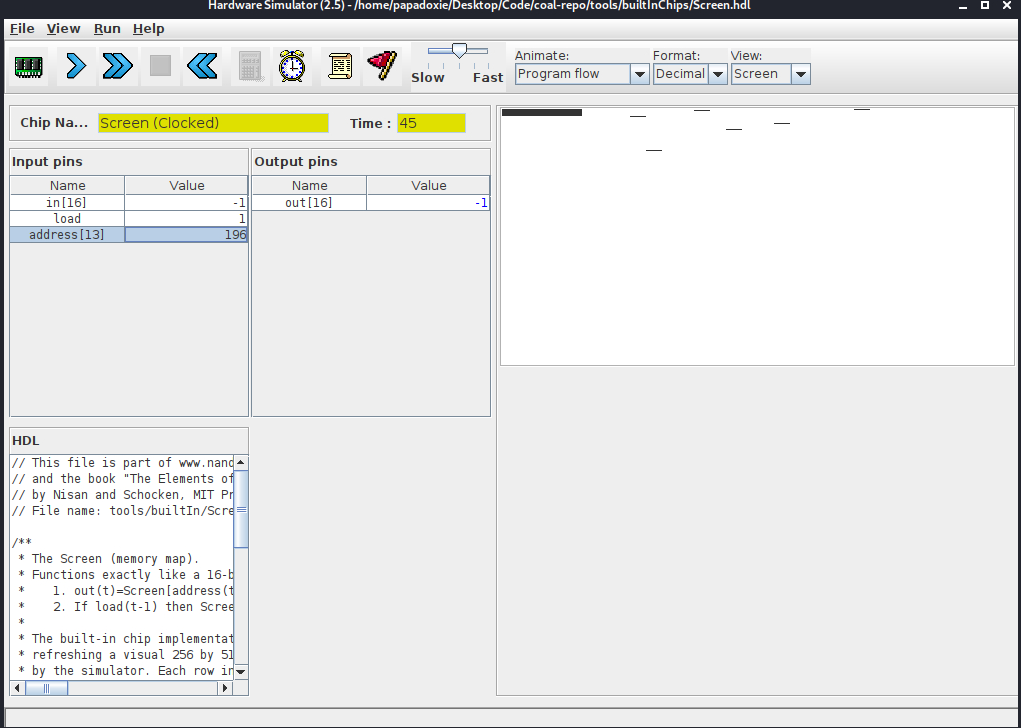 Hardware Simulator (2.5) - /home/papadoxie/Desktop/Code/coal-repo/tools/builtInChips/Screen.hdl
File View Run Help
Slow Fast
Animate: Format: View:
Program flow Decimal Screen
Chip Na... Screen (Clocked) Time : 45
Input pins
Name Value
in[16] -1
load 1
address[13] 196
Output pins
Name Value
out[16] -1
HDL
// This file is part of www.nand
// and the book "The Elements of
// by Nisan and Schocken, MIT Pr
// File name: tools/builtIn/Scre
/**
* The Screen (memory map).
* Functions exactly like a 16-b
* 1. out(t)=Screen[address(t
* 2. If load(t-1) then Scree
*
* The built-in chip implementat
* refreshing a visual 256 by 51
* by the simulator. Each row in